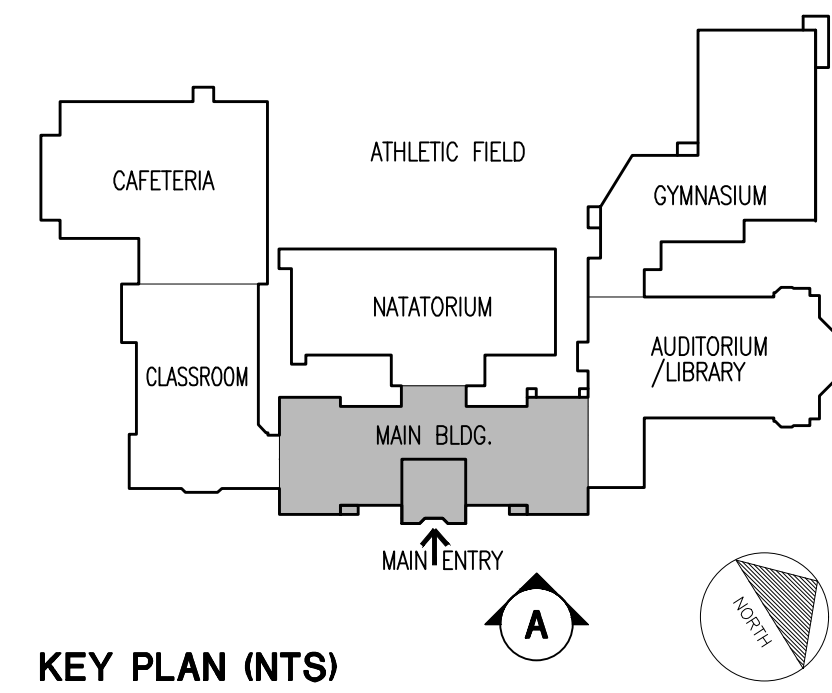 ATHLETIC FIELD
CAFETERIA
GYMNASIUM
NATATORIUM
AUDITORIUM
/LIBRARY
CLASSROOM
MAIN BLDG.
MAIN ENTRY
A
NORTH
KEY PLAN (NTS)